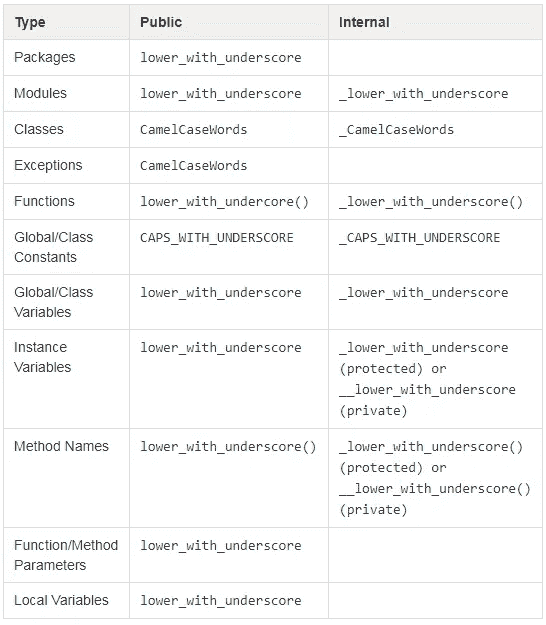 Type Public Internal
Packages lower_with_underscore
Modules lower_with_underscore _lower_with_underscore
Classes CamelCaseWords _CamelCaseWords
Exceptions CamelCaseWords
Functions lower_with_undercore() _lower_with_underscore()
Global/Class CAPS_WITH_UNDERSCORE _CAPS_WITH_UNDERSCORE
Constants
Global/Class lower_with_underscore _lower_with_underscore
Variables
Instance lower_with_underscore _lower_with_underscore
Variables (protected) or
__lower_with_underscore
(private)
Method Names lower_with_underscore() _lower_with_underscore()
(protected) or
__lower_with_underscore()
(private)
Function/Method lower_with_underscore
Parameters
Local Variables lower_with_underscore